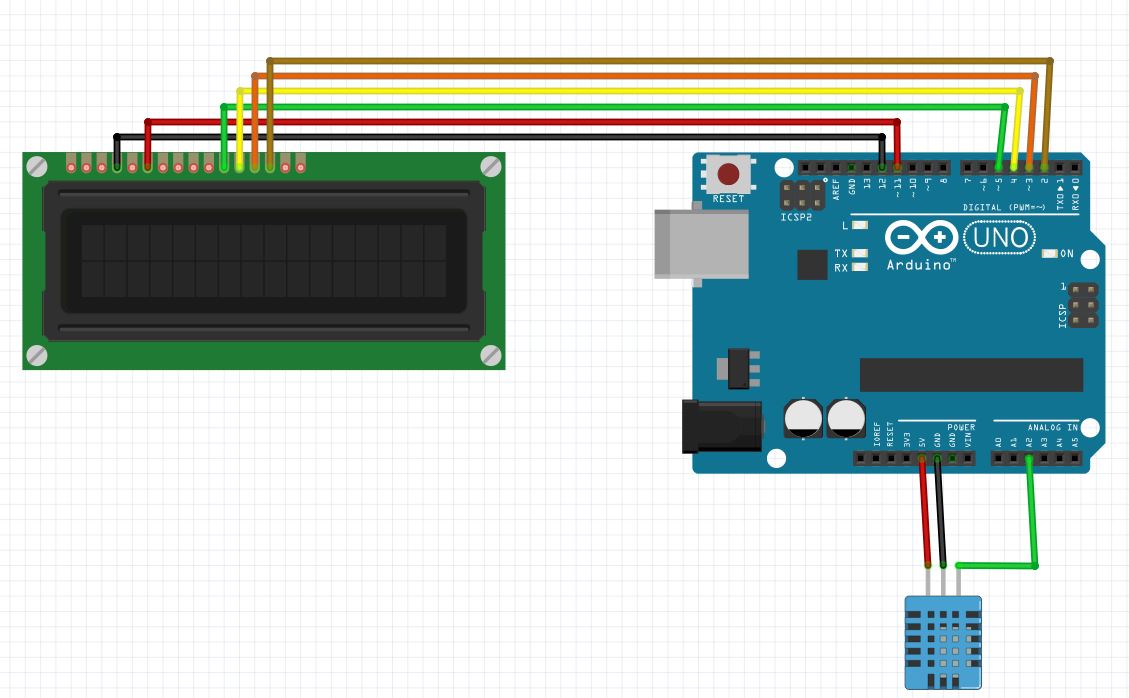 RESET
ICSP2
AREF
GND
13
12
~11
~10
~9
8
7
~6
~5
4
~3
2
TX0▶1
RX0◀0
DIGITAL (PWM=~)
L
TX
RX
UNO
Arduino™
ON
1
ICSP
POWER
ANALOG IN
IOREF
RESET
3V3
5V
GND
GND
VIN
A0
A1
A2
A3
A4
A5